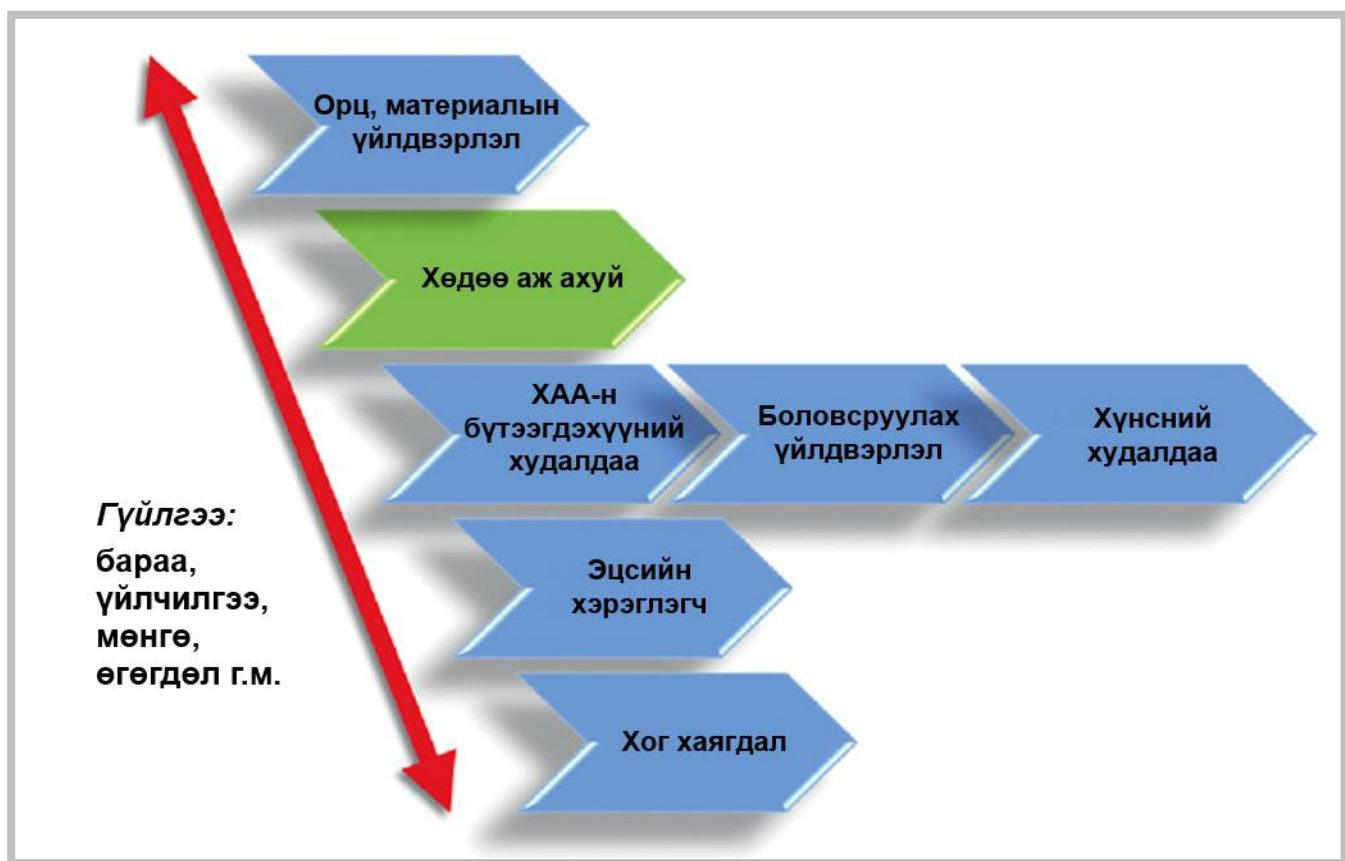 Орц, материалын
үйлдвэрлэл
Хөдөө аж ахуй
ХАА-н
бүтээгдэхүүний
худалдаа
Боловсруулах
үйлдвэрлэл
Хүнсний
худалдаа
Гүйлгээ:
бараа,
үйлчилгээ,
мөнгө,
өгөгдөл г.м.
Эцсийн
хэрэглэгч
Хог хаягдал